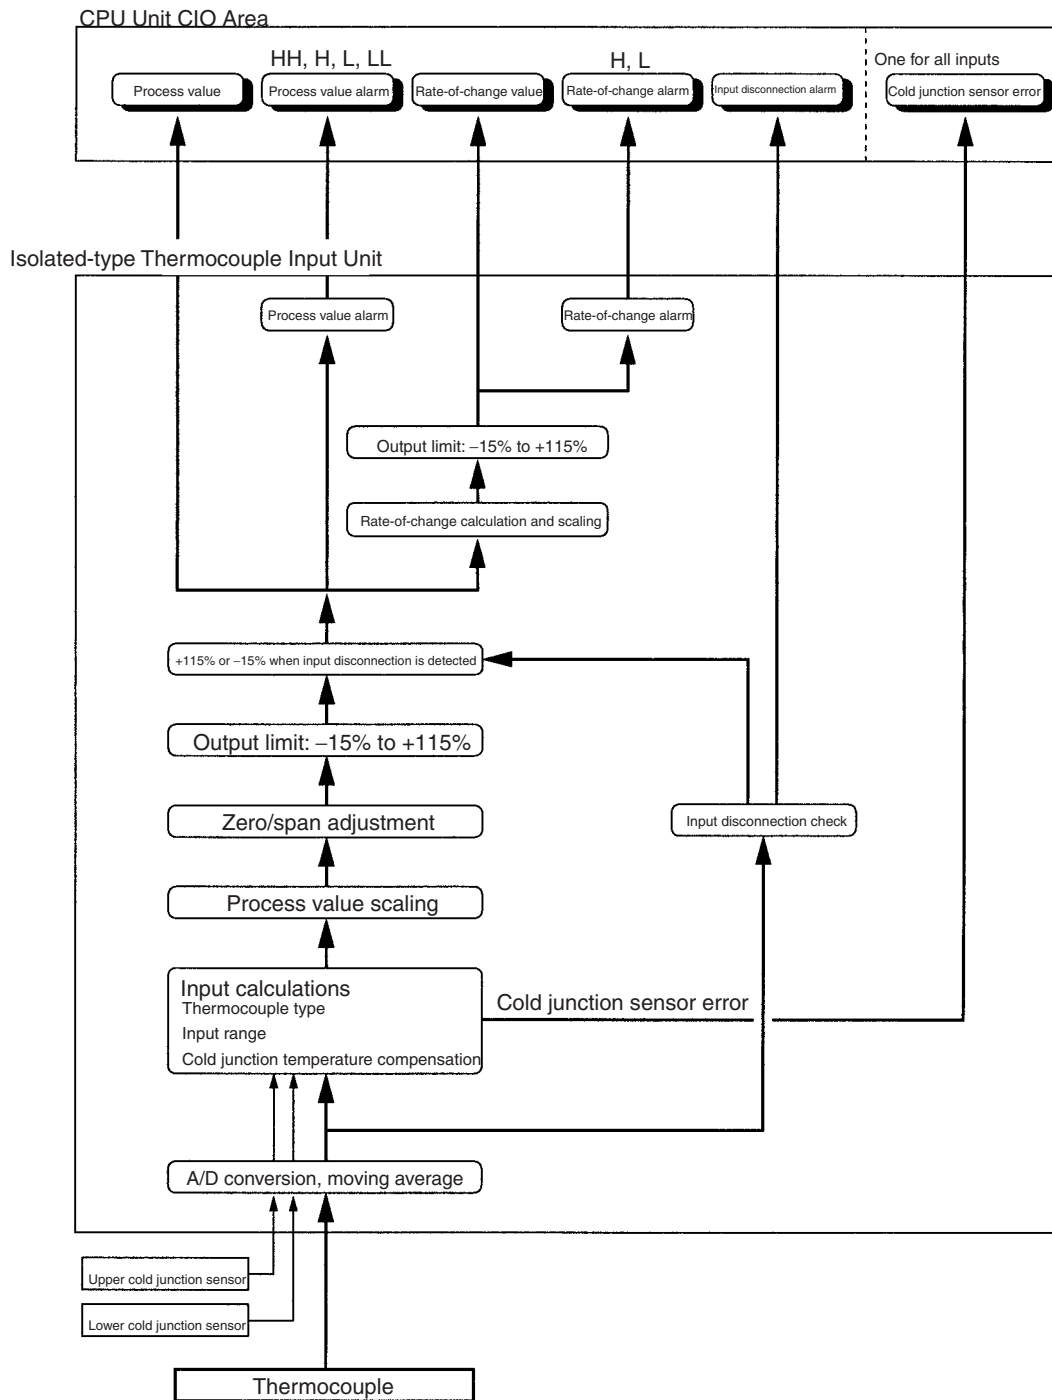 CPU Unit CIO Area
HH, H, L, LL
H, L
One for all inputs
Process value
Process value alarm
Rate-of-change value
Rate-of-change alarm
Input disconnection alarm
Cold junction sensor error
Isolated-type Thermocouple Input Unit
Process value alarm
Rate-of-change alarm
Output limit: –15% to +115%
Rate-of-change calculation and scaling
+115% or –15% when input disconnection is detected
Output limit: –15% to +115%
Zero/span adjustment
Input disconnection check
Process value scaling
Input calculations
Thermocouple type
Input range
Cold junction temperature compensation
Cold junction sensor error
A/D conversion, moving average
Upper cold junction sensor
Lower cold junction sensor
Thermocouple